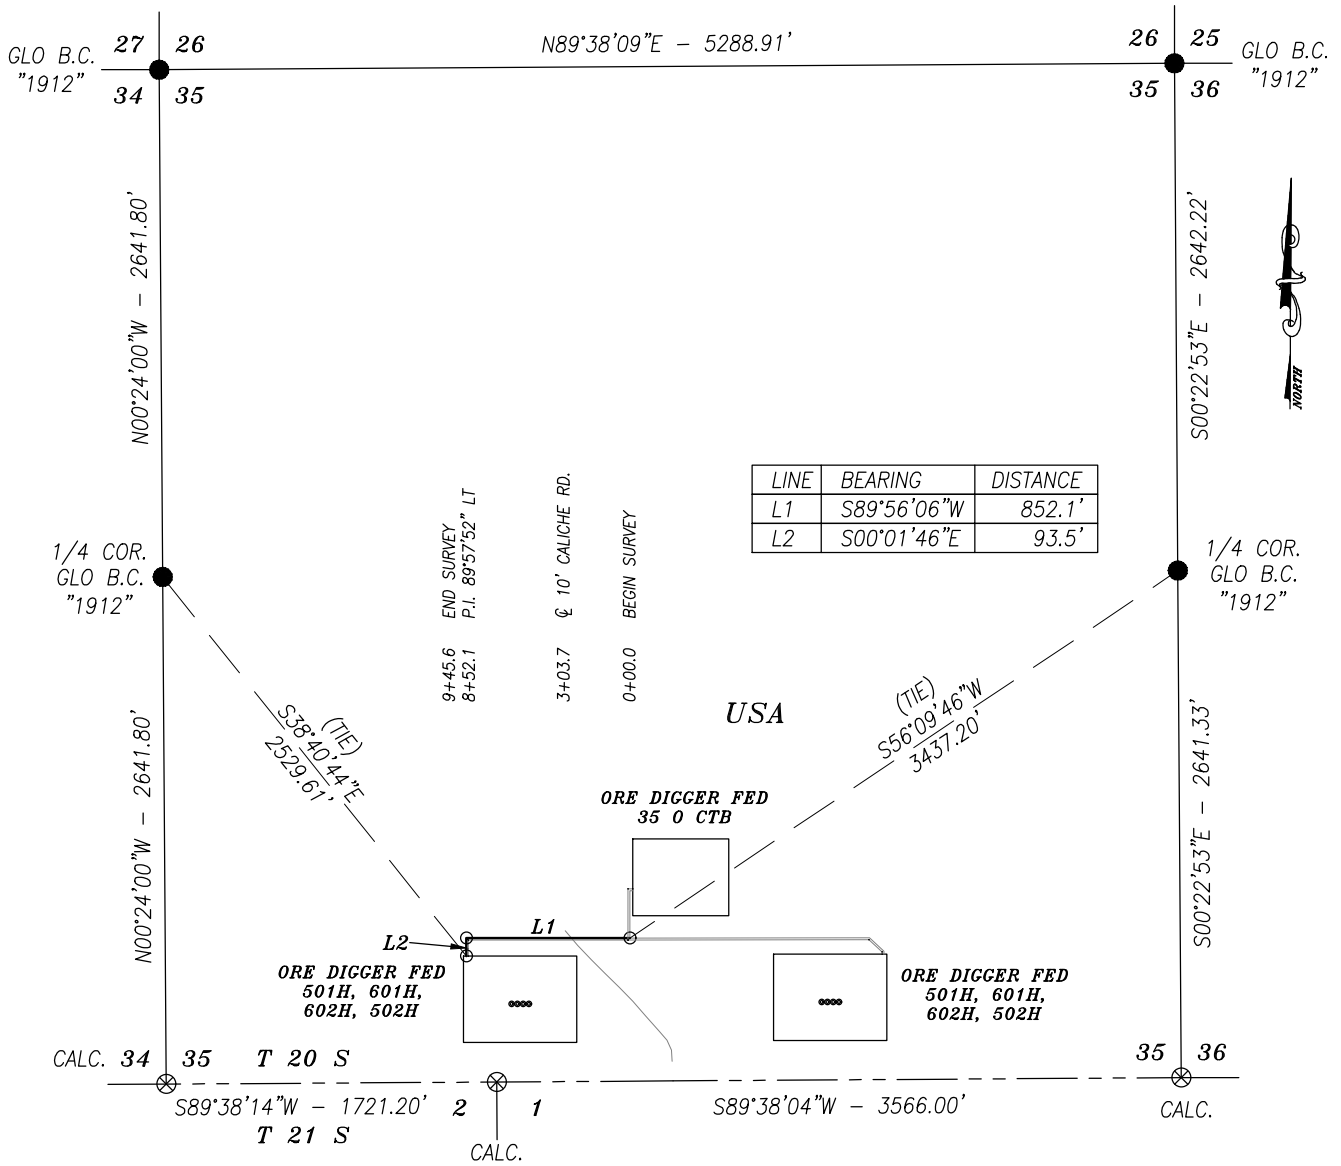 27 26
N89°38'09"E - 5288.91'
26 25
GLO B.C.
"1912"
GLO B.C.
"1912"
34 35
35 36
N00°24'00"W - 2641.80'
S00°22'53"E - 2642.22'
NORTH
LINE BEARING DISTANCE
L1 S89°56'06"W 852.1'
L2 S00°01'46"E 93.5'
9+45.6 END SURVEY
8+52.1 P.I. 89°57'52" LT
3+03.7 ℄ 10' CALICHE RD.
0+00.0 BEGIN SURVEY
1/4 COR.
GLO B.C.
"1912"
1/4 COR.
GLO B.C.
"1912"
USA
(TIE)
S38°40'44"E
2529.61'
(TIE)
S56°09'46"W
3437.20'
N00°24'00"W - 2641.80'
S00°22'53"E - 2641.33'
ORE DIGGER FED
35 O CTB
L1
L2
ORE DIGGER FED
501H, 601H,
602H, 502H
ORE DIGGER FED
501H, 601H,
602H, 502H
CALC. 34 35 T 20 S
35 36
S89°38'14"W - 1721.20' 2 1
S89°38'04"W - 3566.00'
CALC.
T 21 S
CALC.